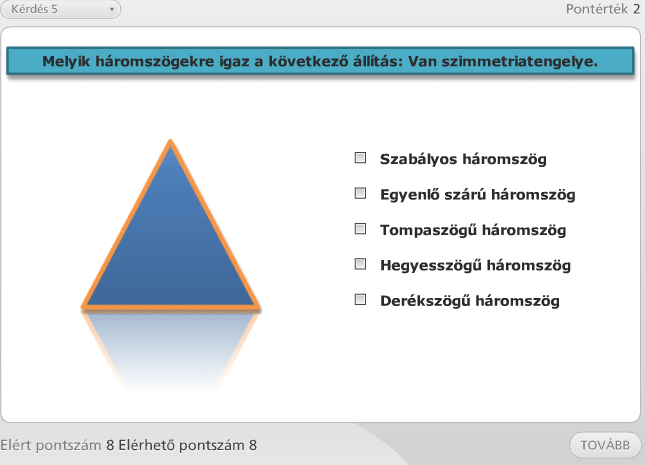 Kérdés 5
Pontérték 2
Melyik háromszögekre igaz a következő állítás: Van szimmetriatengelye.
Szabályos háromszög
Egyenlő szárú háromszög
Tompaszögű háromszög
Hegyesszögű háromszög
Derékszögű háromszög
Elért pontszám 8 Elérhető pontszám 8
TOVÁBB